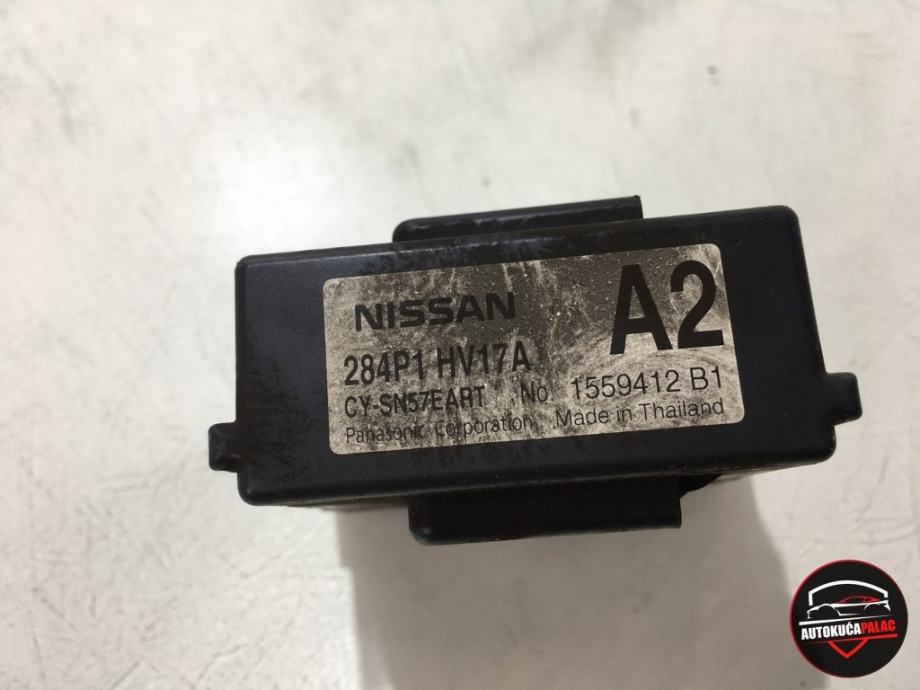 NISSAN
A2
284P1 HV17A
CY-SN57EART No. 1559412 B1
Panasonic Corporation Made in Thailand
AUTOKUĆAPALAC